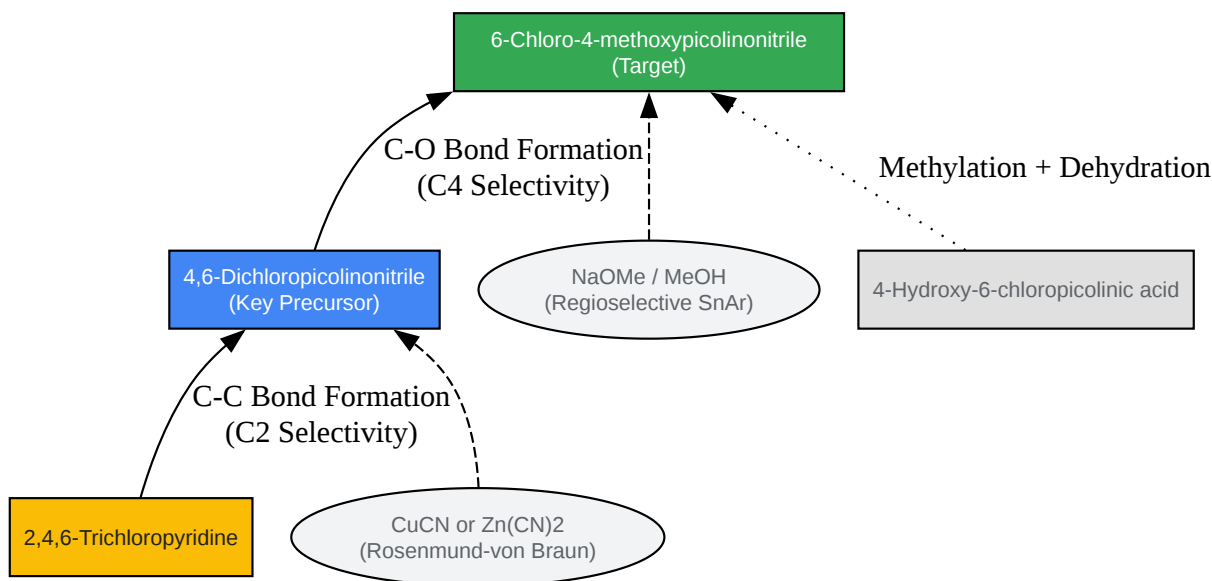 6-Chloro-4-methoxypicolinonitrile
(Target)
C-O Bond Formation
(C4 Selectivity)
Methylation + Dehydration
4,6-Dichloropicolinonitrile
(Key Precursor)
NaOMe / MeOH
(Regioselective SnAr)
4-Hydroxy-6-chloropicolinic acid
C-C Bond Formation
(C2 Selectivity)
2,4,6-Trichloropyridine
CuCN or Zn(CN)2
(Rosenmund-von Braun)